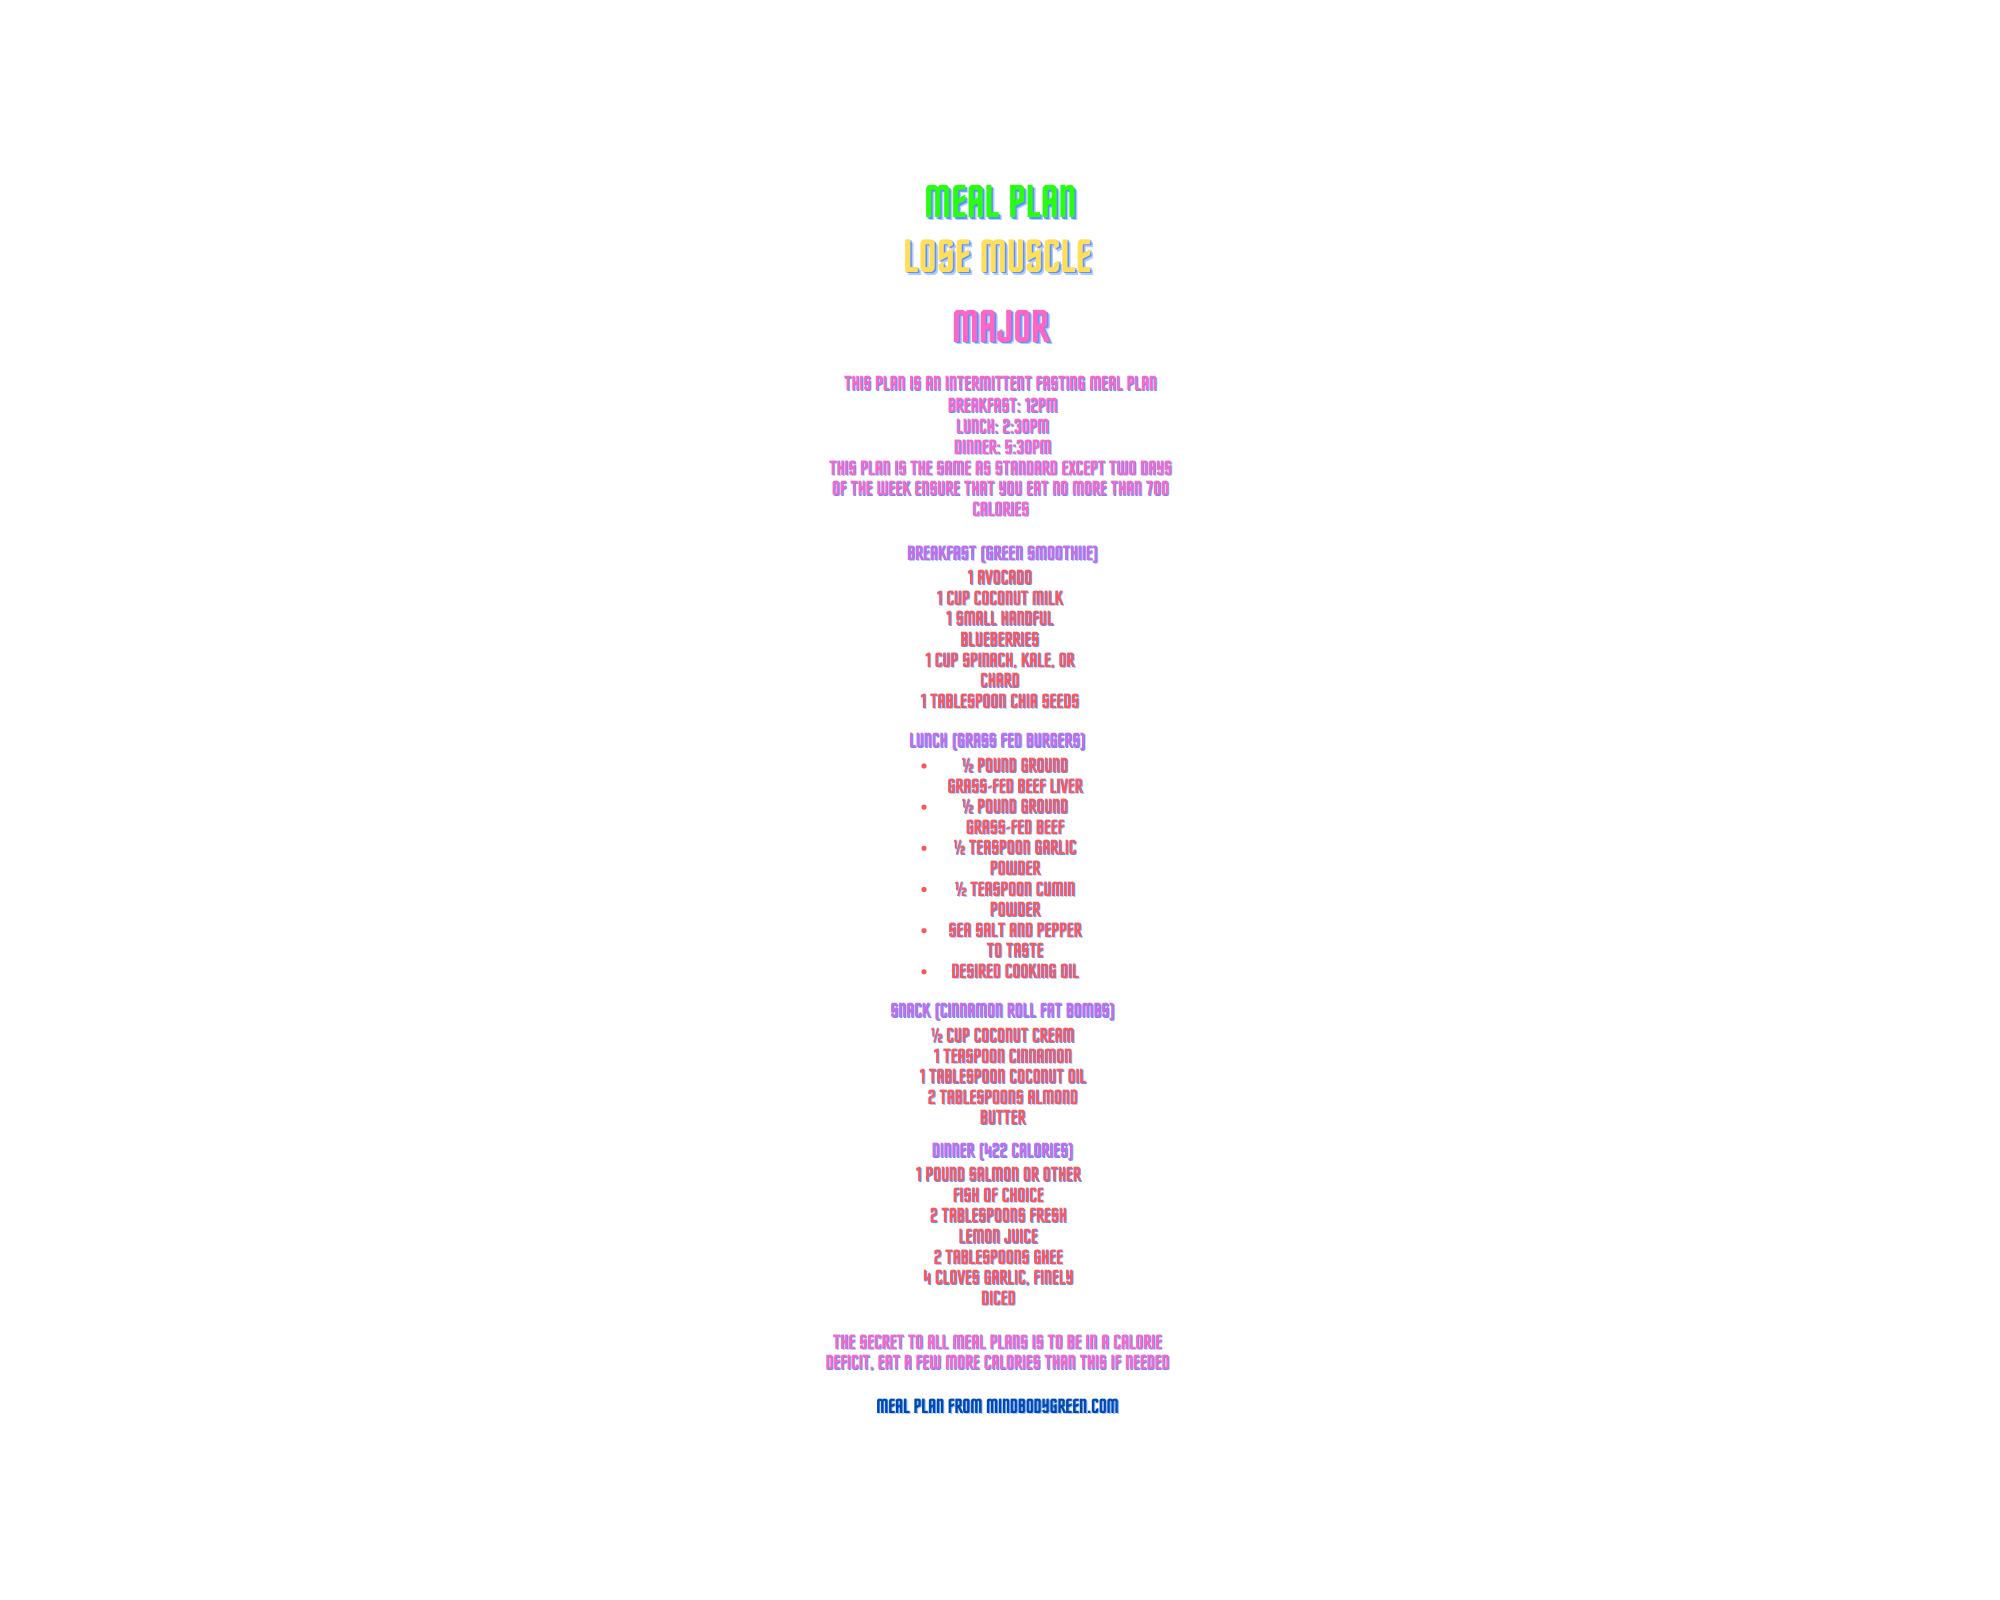 MEAL PLAN
LOSE MUSCLE
MAJOR
THIS PLAN IS AN INTERMITTENT FASTING MEAL PLAN
BREAKFAST: 12PM
LUNCH: 2:30PM
DINNER: 5:30PM
THIS PLAN IS THE SAME AS STANDARD EXCEPT TWO DAYS
OF THE WEEK ENSURE THAT YOU EAT NO MORE THAN 700
CALORIES
BREAKFAST (GREEN SMOOTHIIE)
1 AVOCADO
1 CUP COCONUT MILK
1 SMALL HANDFUL
BLUEBERRIES
1 CUP SPINACH, KALE, OR
CHARD
1 TABLESPOON CHIA SEEDS
LUNCH (GRASS FED BURGERS)
• ½ POUND GROUND
GRASS-FED BEEF LIVER
• ½ POUND GROUND
GRASS-FED BEEF
• ½ TEASPOON GARLIC
POWDER
• ½ TEASPOON CUMIN
POWDER
• SEA SALT AND PEPPER
TO TASTE
• DESIRED COOKING OIL
SNACK (CINNAMON ROLL FAT BOMBS)
½ CUP COCONUT CREAM
1 TEASPOON CINNAMON
1 TABLESPOON COCONUT OIL
2 TABLESPOONS ALMOND
BUTTER
DINNER (422 CALORIES)
1 POUND SALMON OR OTHER
FISH OF CHOICE
2 TABLESPOONS FRESH
LEMON JUICE
2 TABLESPOONS GHEE
4 CLOVES GARLIC, FINELY
DICED
THE SECRET TO ALL MEAL PLANS IS TO BE IN A CALORIE
DEFICIT, EAT A FEW MORE CALORIES THAN THIS IF NEEDED
MEAL PLAN FROM MINDBODYGREEN.COM